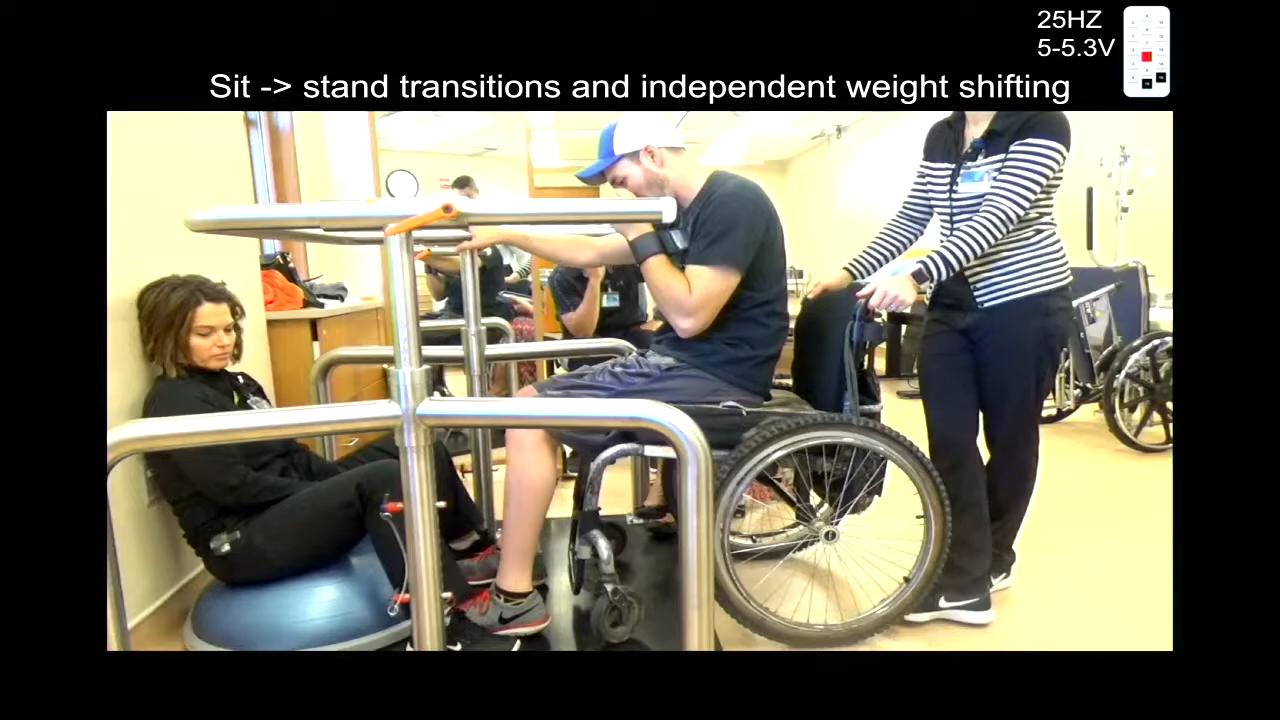 25HZ
5-5.3V
Sit -> stand transitions and independent weight shifting